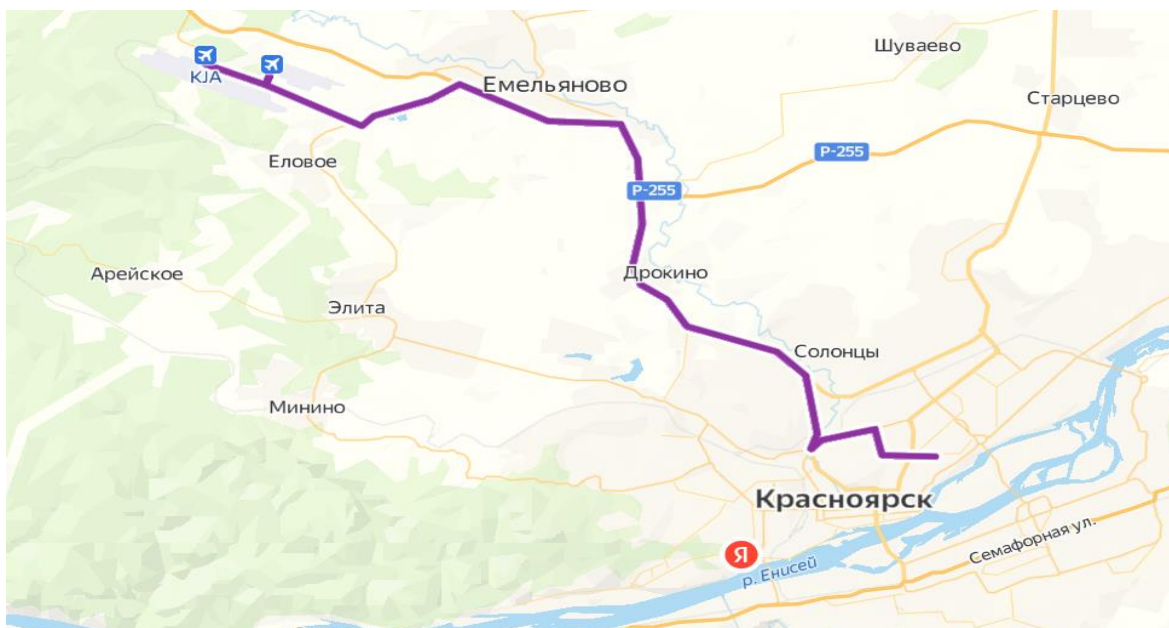 Шуваево
KJA
Емельяново
Старцево
Р-255
Еловое
Р-255
Арейское
Дрокино
Элита
Солонцы
Минино
Красноярск
Семафорная ул.
Я
р. Енисей